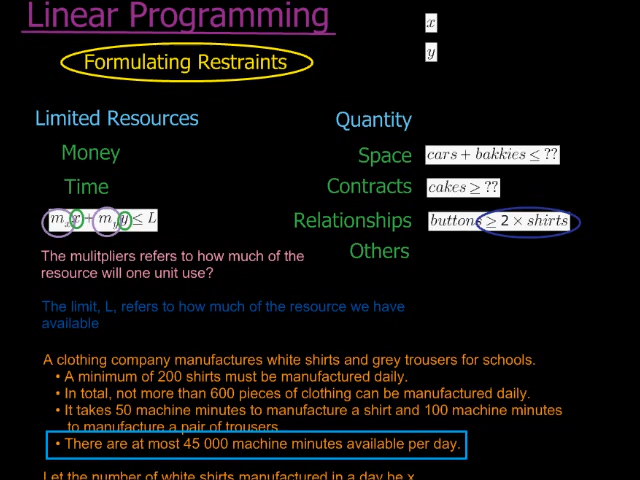 Linear Programming
x
y
Formulating Restraints
Limited Resources
Money
Time
mₓx + mᵧy ≤ L
The mulitpliers refers to how much of the
resource will one unit use?
The limit, L, refers to how much of the resource we have
available
Quantity
Space
cars + bakkies ≤ ??
Contracts
cakes ≥ ??
Relationships
buttons ≥ 2 × shirts
Others
A clothing company manufactures white shirts and grey trousers for schools.
• A minimum of 200 shirts must be manufactured daily.
• In total, not more than 600 pieces of clothing can be manufactured daily.
• It takes 50 machine minutes to manufacture a shirt and 100 machine minutes
to manufacture a pair of trousers
• There are at most 45 000 machine minutes available per day.
Let the number of white shirts manufactured in a day be x